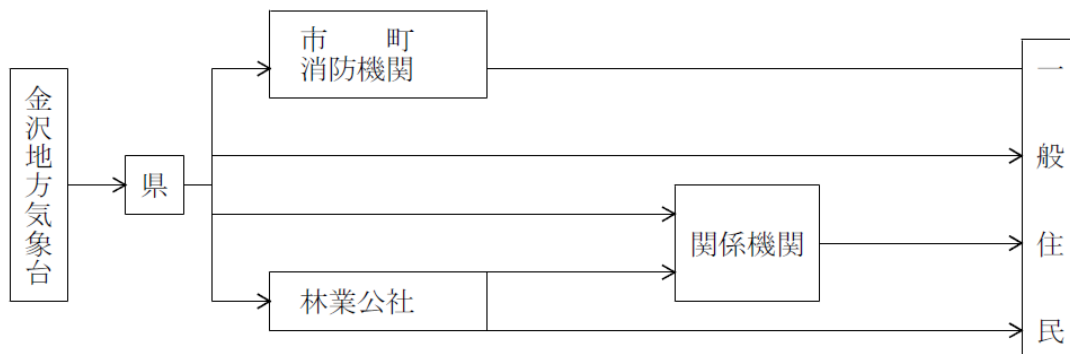 金沢地方気象台
県
市　　町
消防機関
林業公社
関係機関
一般住民